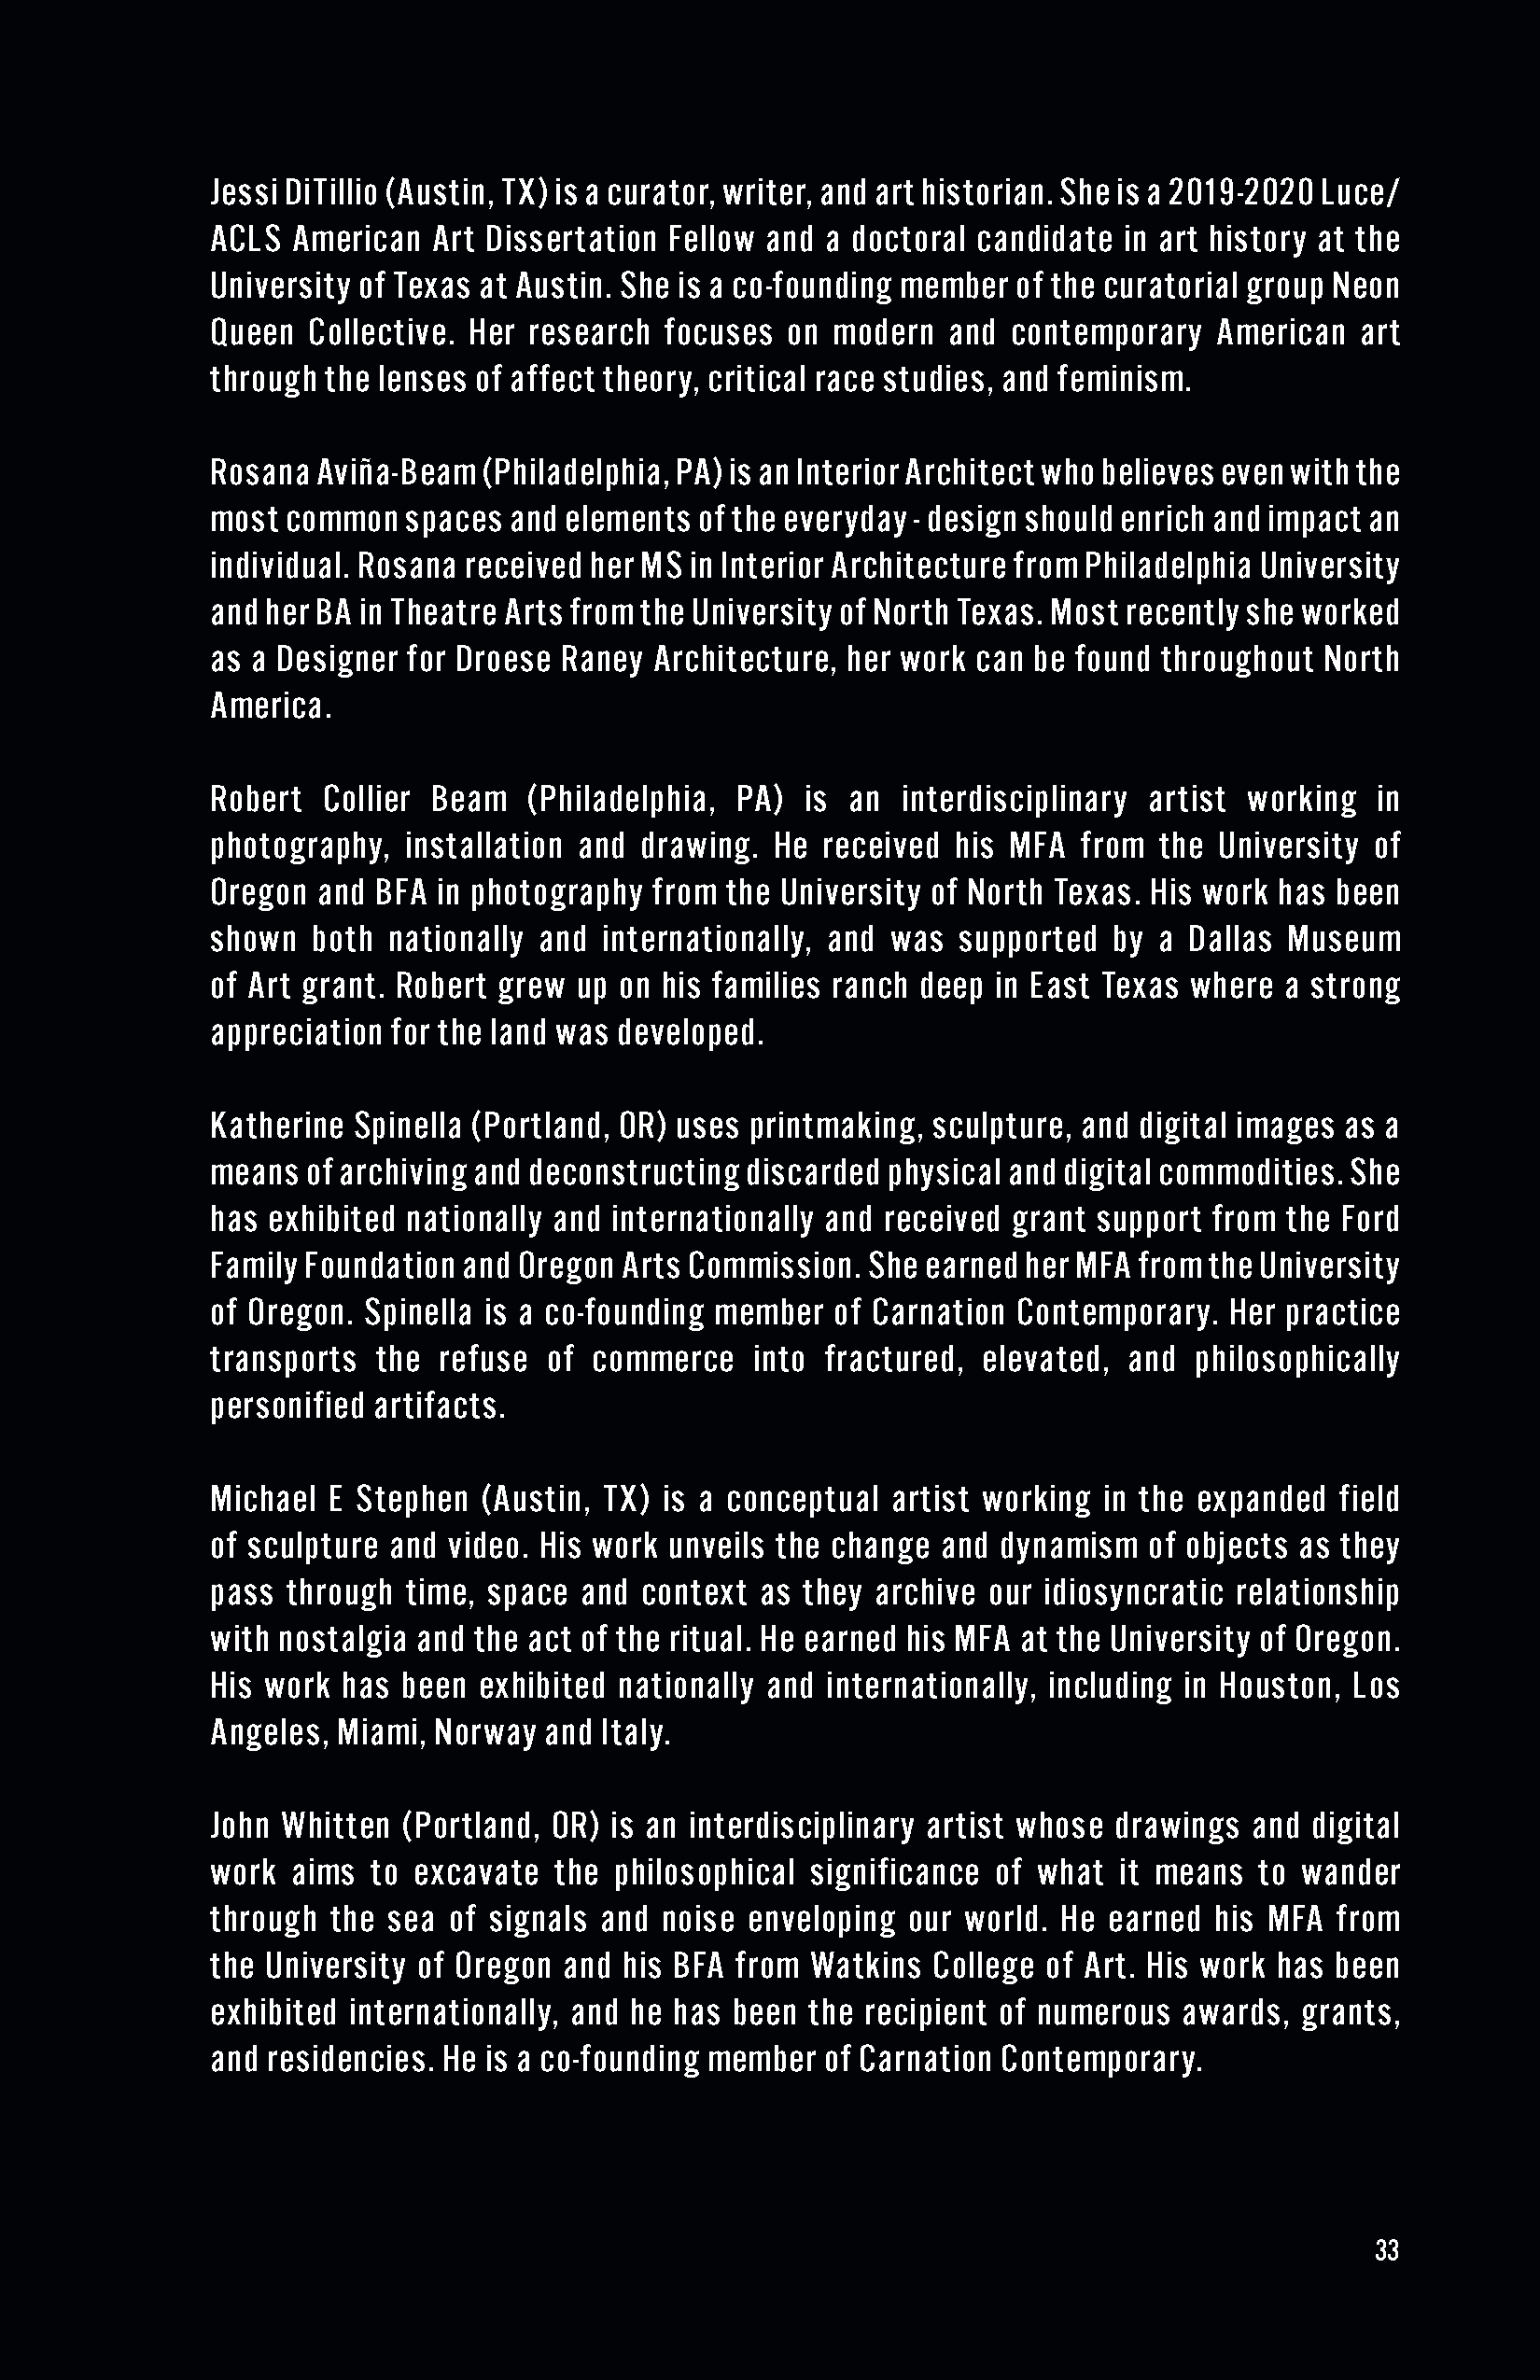 Jessi DiTillio (Austin, TX) is a curator, writer, and art historian. She is a 2019-2020 Luce/
ACLS American Art Dissertation Fellow and a doctoral candidate in art history at the
University of Texas at Austin. She is a co-founding member of the curatorial group Neon
Queen Collective. Her research focuses on modern and contemporary American art
through the lenses of affect theory, critical race studies, and feminism.
Rosana Aviña-Beam (Philadelphia, PA) is an Interior Architect who believes even with the
most common spaces and elements of the everyday - design should enrich and impact an
individual. Rosana received her MS in Interior Architecture from Philadelphia University
and her BA in Theatre Arts from the University of North Texas. Most recently she worked
as a Designer for Droese Raney Architecture, her work can be found throughout North
America.
Robert Collier Beam (Philadelphia, PA) is an interdisciplinary artist working in
photography, installation and drawing. He received his MFA from the University of
Oregon and BFA in photography from the University of North Texas. His work has been
shown both nationally and internationally, and was supported by a Dallas Museum
of Art grant. Robert grew up on his families ranch deep in East Texas where a strong
appreciation for the land was developed.
Katherine Spinella (Portland, OR) uses printmaking, sculpture, and digital images as a
means of archiving and deconstructing discarded physical and digital commodities. She
has exhibited nationally and internationally and received grant support from the Ford
Family Foundation and Oregon Arts Commission. She earned her MFA from the University
of Oregon. Spinella is a co-founding member of Carnation Contemporary. Her practice
transports the refuse of commerce into fractured, elevated, and philosophically
personified artifacts.
Michael E Stephen (Austin, TX) is a conceptual artist working in the expanded field
of sculpture and video. His work unveils the change and dynamism of objects as they
pass through time, space and context as they archive our idiosyncratic relationship
with nostalgia and the act of the ritual. He earned his MFA at the University of Oregon.
His work has been exhibited nationally and internationally, including in Houston, Los
Angeles, Miami, Norway and Italy.
John Whitten (Portland, OR) is an interdisciplinary artist whose drawings and digital
work aims to excavate the philosophical significance of what it means to wander
through the sea of signals and noise enveloping our world. He earned his MFA from
the University of Oregon and his BFA from Watkins College of Art. His work has been
exhibited internationally, and he has been the recipient of numerous awards, grants,
and residencies. He is a co-founding member of Carnation Contemporary.
33